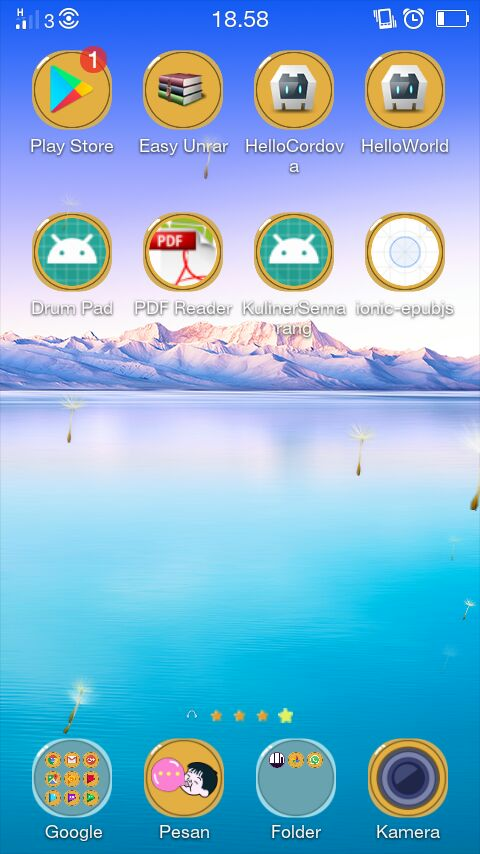 H
3
18.58
1
Play Store
Easy Unrar
HelloCordov
a
HelloWorld
PDF
Drum Pad
PDF Reader
KulinerSema
rang
ionic-epubjs
Google
Pesan
Folder
Kamera